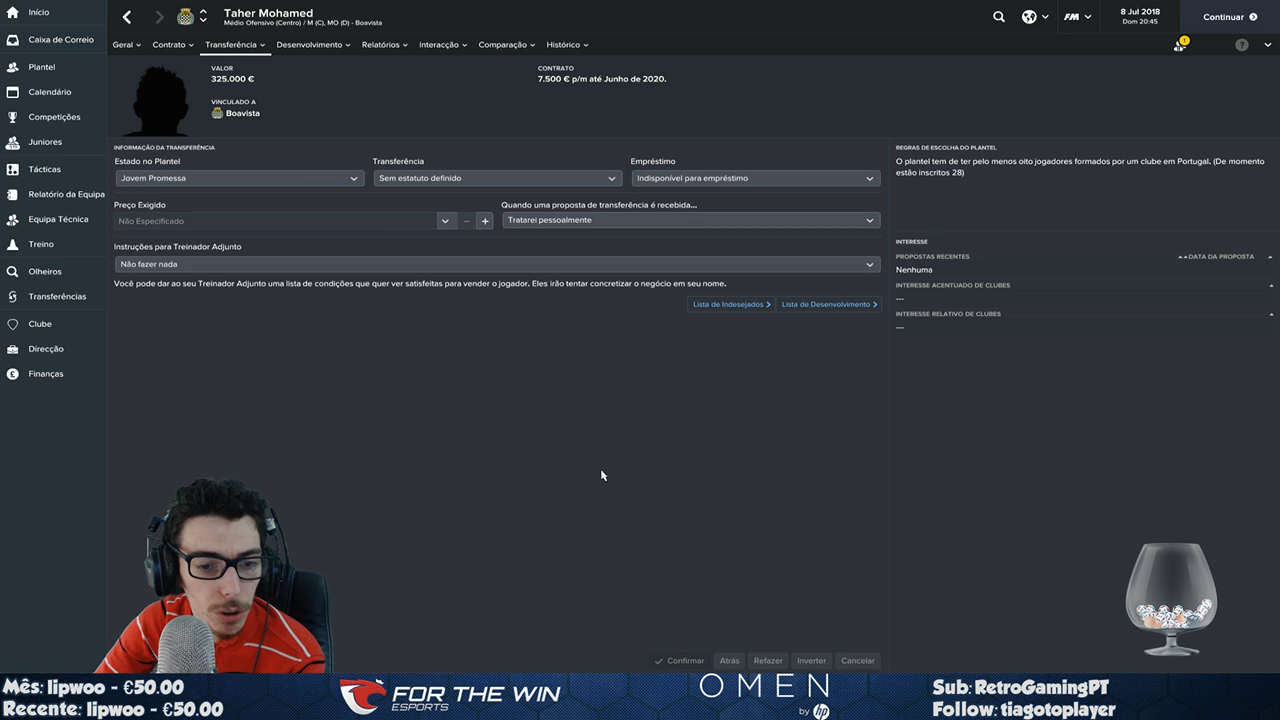 Início
Caixa de Correio
Plantel
Calendário
Competições
Juniores
Tácticas
Relatório da Equipa
Equipa Técnica
Treino
Olheiros
Transferências
Clube
Direcção
Finanças
Taher Mohamed
Médio Ofensivo (Centro) / M (C), MO (D) - Boavista
FM
8 Jul 2018
Dom 20:45
Continuar
Geral
Contrato
Transferência
Desenvolvimento
Relatórios
Interacção
Comparação
Histórico
1
?
VALOR
325.000 €
VINCULADO A
Boavista
CONTRATO
7.500 € p/m até Junho de 2020.
INFORMAÇÃO DA TRANSFERÊNCIA
Estado no Plantel
Jovem Promessa
Transferência
Sem estatuto definido
Empréstimo
Indisponível para empréstimo
Preço Exigido
Não Especificado
Quando uma proposta de transferência é recebida...
Tratarei pessoalmente
Instruções para Treinador Adjunto
Não fazer nada
Você pode dar ao seu Treinador Adjunto uma lista de condições que quer ver satisfeitas para vender o jogador. Eles irão tentar concretizar o negócio em seu nome.
Lista de Indesejados
Lista de Desenvolvimento
REGRAS DE ESCOLHA DO PLANTEL
O plantel tem de ter pelo menos oito jogadores formados por um clube em Portugal. (De momento
estão inscritos 28)
INTERESSE
PROPOSTAS RECENTES
DATA DA PROPOSTA
Nenhuma
INTERESSE ACENTUADO DE CLUBES
---
INTERESSE RELATIVO DE CLUBES
---
Confirmar
Atrás
Refazer
Inverter
Cancelar
Mês: lipwoo - €50.00
Recente: lipwoo - €50.00
FOR THE WIN
ESPORTS
OMEN
by hp
Sub: RetroGamingPT
Follow: tiagotoplayer